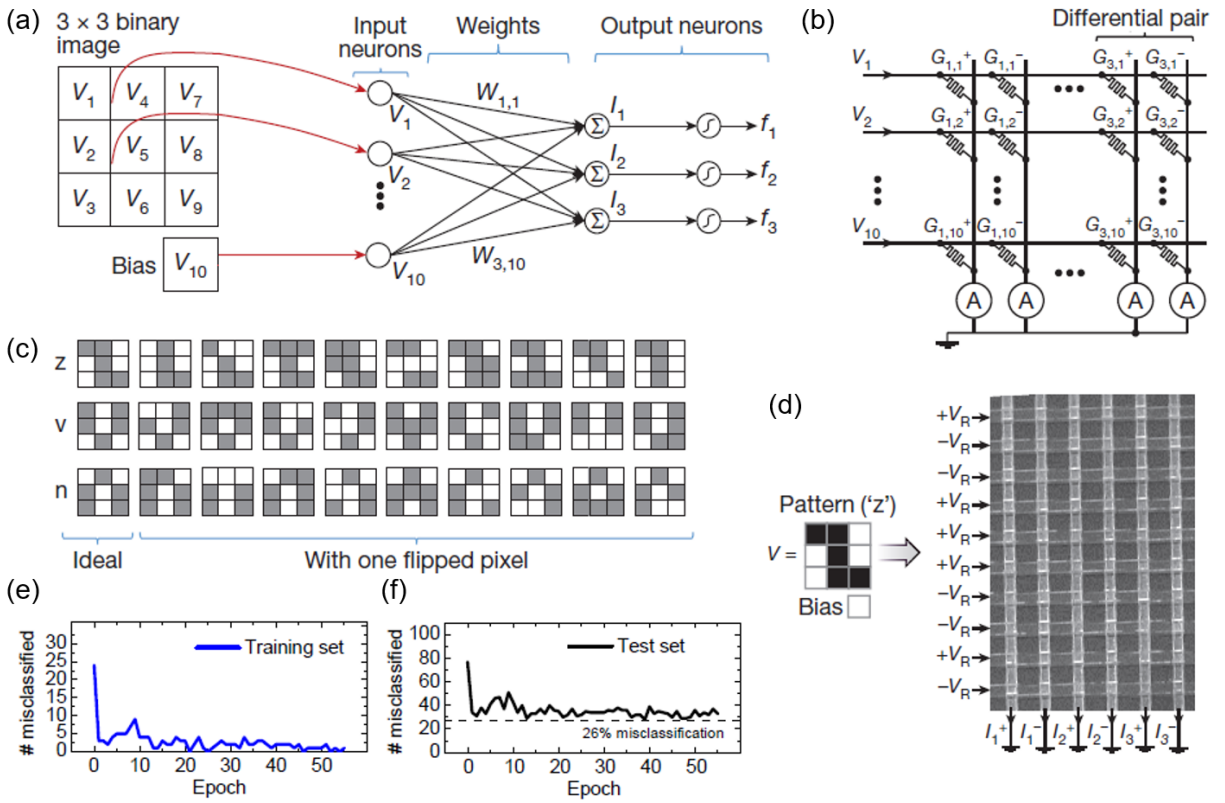 (a)
3 × 3 binary
image
Input
neurons
Weights
Output neurons
V1 V4 V7
V2 V5 V8
V3 V6 V9
Bias V10
V1
V2
V10
W1,1
W3,10
Σ I1 f1
Σ I2 f2
Σ I3 f3
(b)
Differential pair
V1 G1,1+ G1,1− G3,1+ G3,1−
V2 G1,2+ G1,2− G3,2+ G3,2−
V10 G1,10+ G1,10− G3,10+ G3,10−
A A A A
(c)
z
v
n
Ideal
With one flipped pixel
(d)
Pattern ('z')
V =
Bias
+VR
−VR
−VR
+VR
+VR
+VR
−VR
−VR
+VR
−VR
I1+ I1− I2+ I2− I3+ I3−
(e)
# misclassified
35
25
25
20
15
10
5
0
Training set
0 10 20 30 40 50
Epoch
(f)
# misclassified
100
80
60
40
20
0
Test set
26% misclassification
0 10 20 30 40 50
Epoch